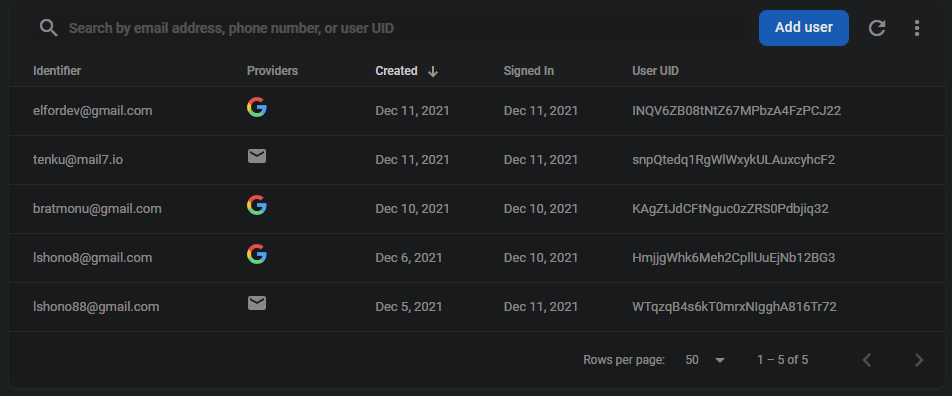 Search by email address, phone number, or user UID Add user
Identifier Providers Created Signed In User UID
elfordev@gmail.com Dec 11, 2021 Dec 11, 2021 INQV6ZB08tNtZ67MPbzA4FzPCJ22
tenku@mail7.io Dec 11, 2021 Dec 11, 2021 snpQtedq1RgWlWxykULAuxcyhcF2
bratmonu@gmail.com Dec 10, 2021 Dec 10, 2021 KAgZtJdCFtNguc0zZRS0Pdbjiq32
lshono8@gmail.com Dec 6, 2021 Dec 10, 2021 HmjjgWhk6Meh2CpllUuEjNb12BG3
lshono88@gmail.com Dec 5, 2021 Dec 11, 2021 WTqzqB4s6kT0mrxNIgghA816Tr72
Rows per page: 50 1 – 5 of 5